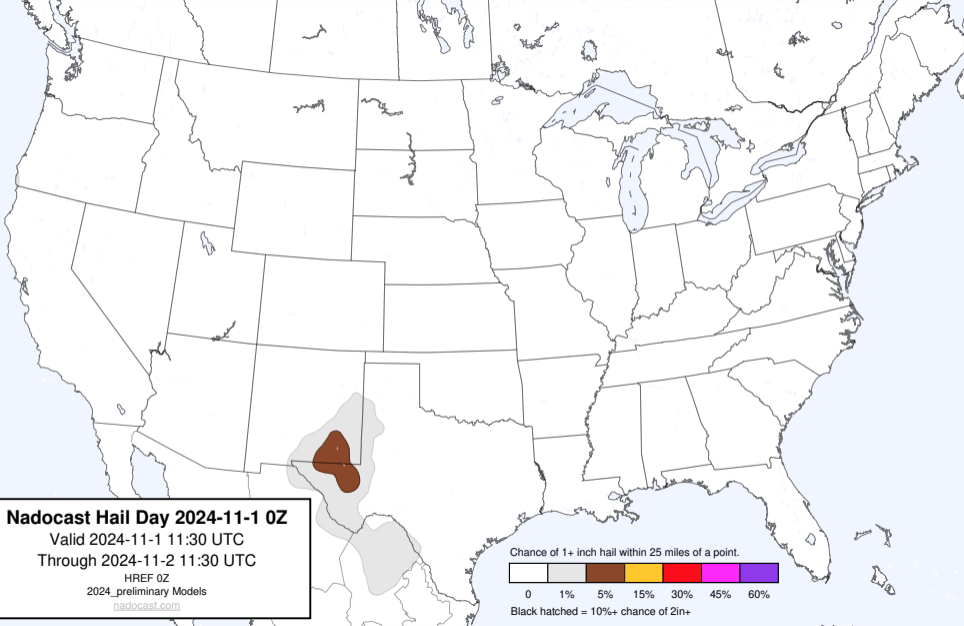 Nadocast Hail Day 2024-11-1 0Z
Valid 2024-11-1 11:30 UTC
Through 2024-11-2 11:30 UTC
HREF 0Z
2024_preliminary Models
nadocast.com
Chance of 1+ inch hail within 25 miles of a point.
0 1% 5% 15% 30% 45% 60%
Black hatched = 10%+ chance of 2in+